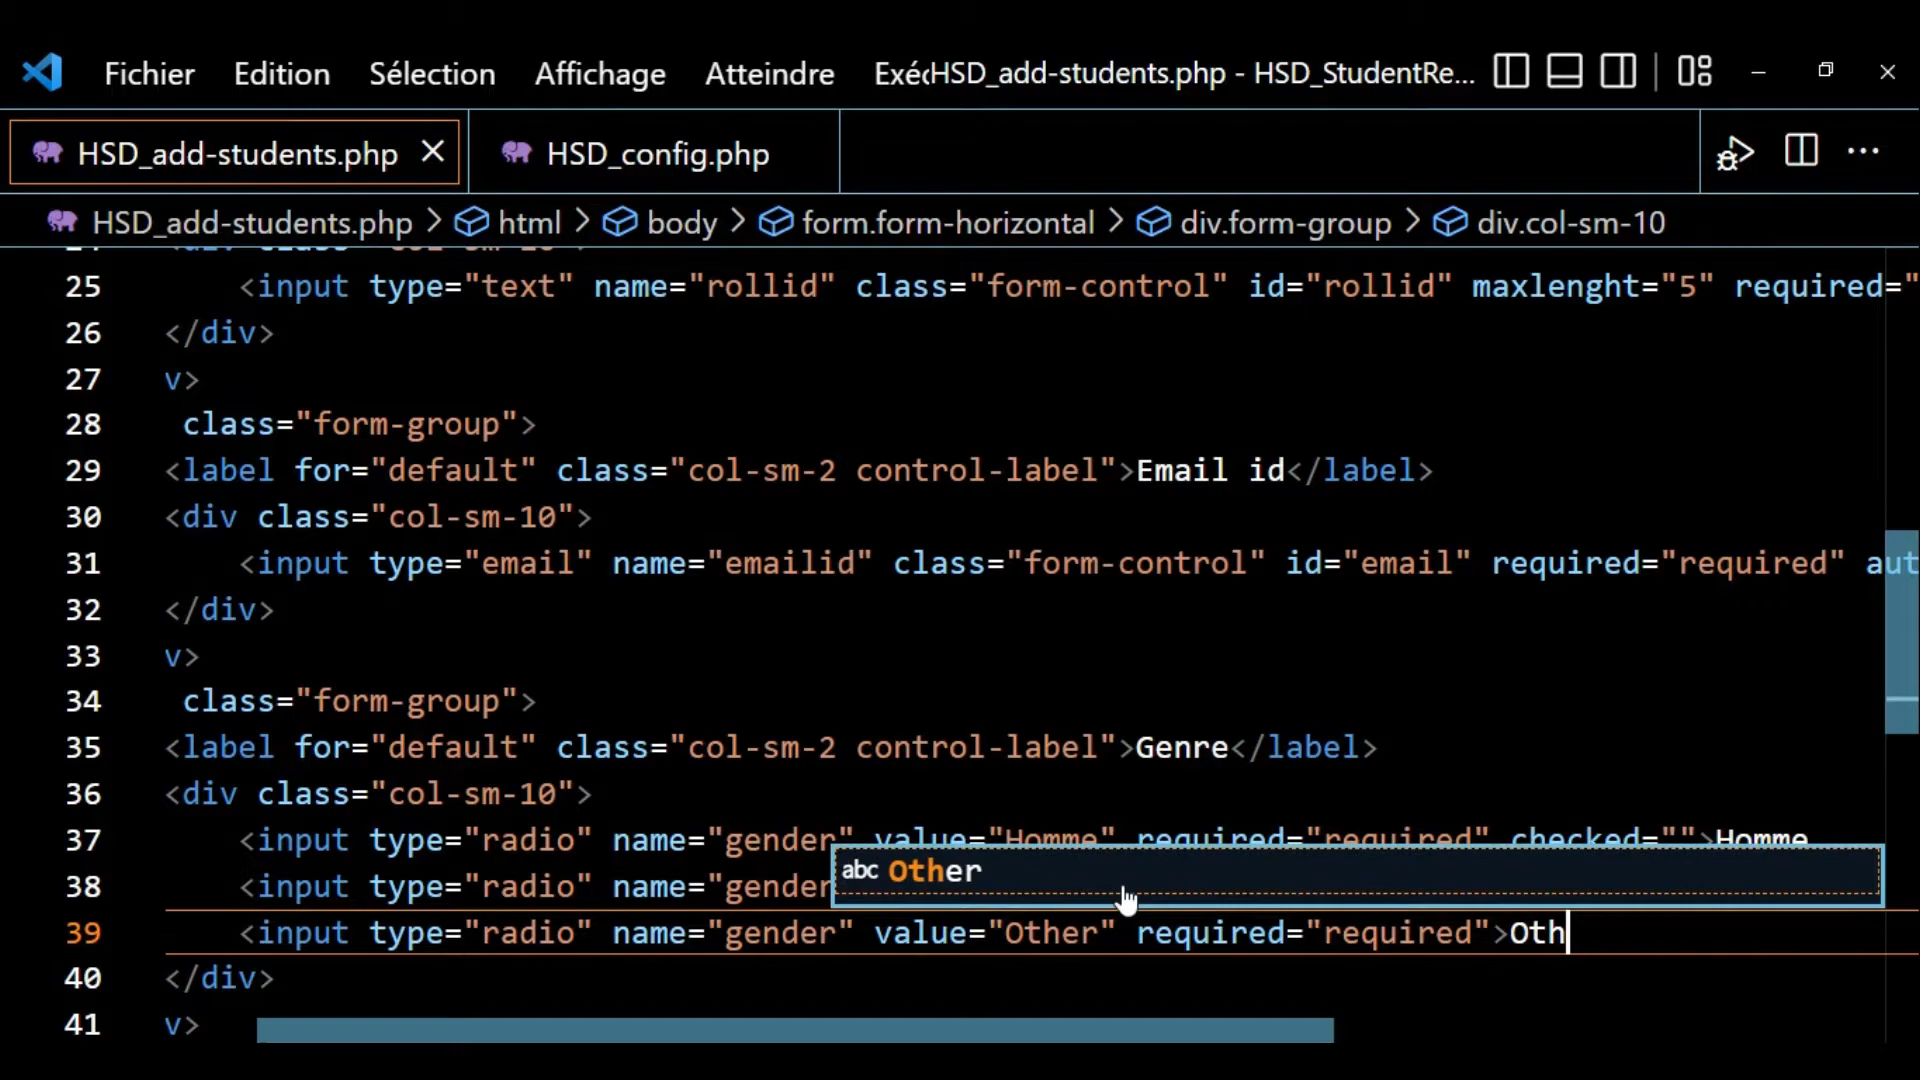 Fichier Edition Sélection Affichage Atteindre Exé HSD_add-students.php - HSD_StudentRe...
HSD_add-students.php HSD_config.php
HSD_add-students.php > html > body > form.form-horizontal > div.form-group > div.col-sm-10
25 <input type="text" name="rollid" class="form-control" id="rollid" maxlenght="5" required="
26 </div>
27 v>
28 class="form-group">
29 <label for="default" class="col-sm-2 control-label">Email id</label>
30 <div class="col-sm-10">
31 <input type="email" name="emailid" class="form-control" id="email" required="required" aut
32 </div>
33 v>
34 class="form-group">
35 <label for="default" class="col-sm-2 control-label">Genre</label>
36 <div class="col-sm-10">
37 <input type="radio" name="gender" value="Homme" required="required" checked="">Homme
abc Other
38 <input type="radio" name="gender
39 <input type="radio" name="gender" value="Other" required="required">Oth
40 </div>
41 v>